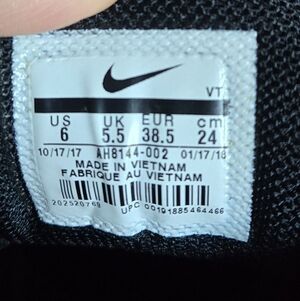 VT
US UK EUR cm
6 5.5 38.5 24
10/17/17 AH8144-002 01/17/18
MADE IN VIETNAM
FABRIQUE AU VIETNAM
UPC 00191885464466